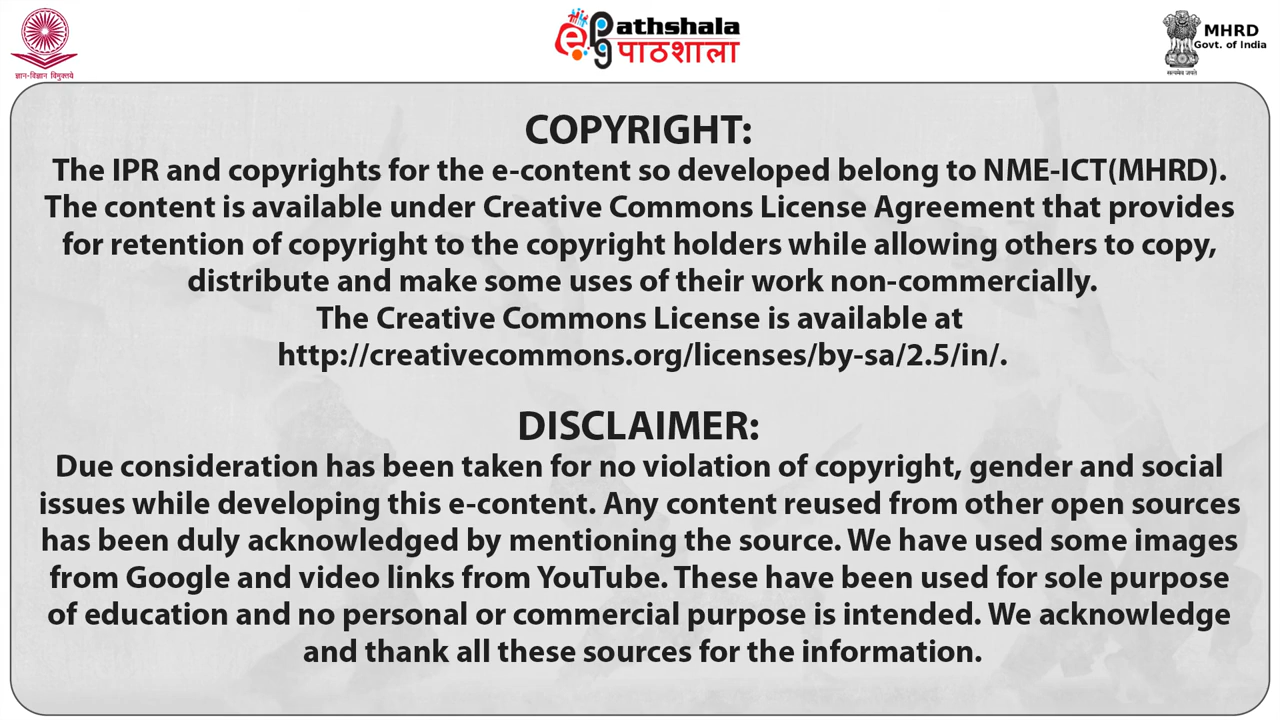 ज्ञान-विज्ञान विमुक्तये
ePG Pathshala
पाठशाला
MHRD
Govt. of India
सत्यमेव जयते
COPYRIGHT:
The IPR and copyrights for the e-content so developed belong to NME-ICT(MHRD).
The content is available under Creative Commons License Agreement that provides
for retention of copyright to the copyright holders while allowing others to copy,
distribute and make some uses of their work non-commercially.
The Creative Commons License is available at
http://creativecommons.org/licenses/by-sa/2.5/in/.
DISCLAIMER:
Due consideration has been taken for no violation of copyright, gender and social
issues while developing this e-content. Any content reused from other open sources
has been duly acknowledged by mentioning the source. We have used some images
from Google and video links from YouTube. These have been used for sole purpose
of education and no personal or commercial purpose is intended. We acknowledge
and thank all these sources for the information.